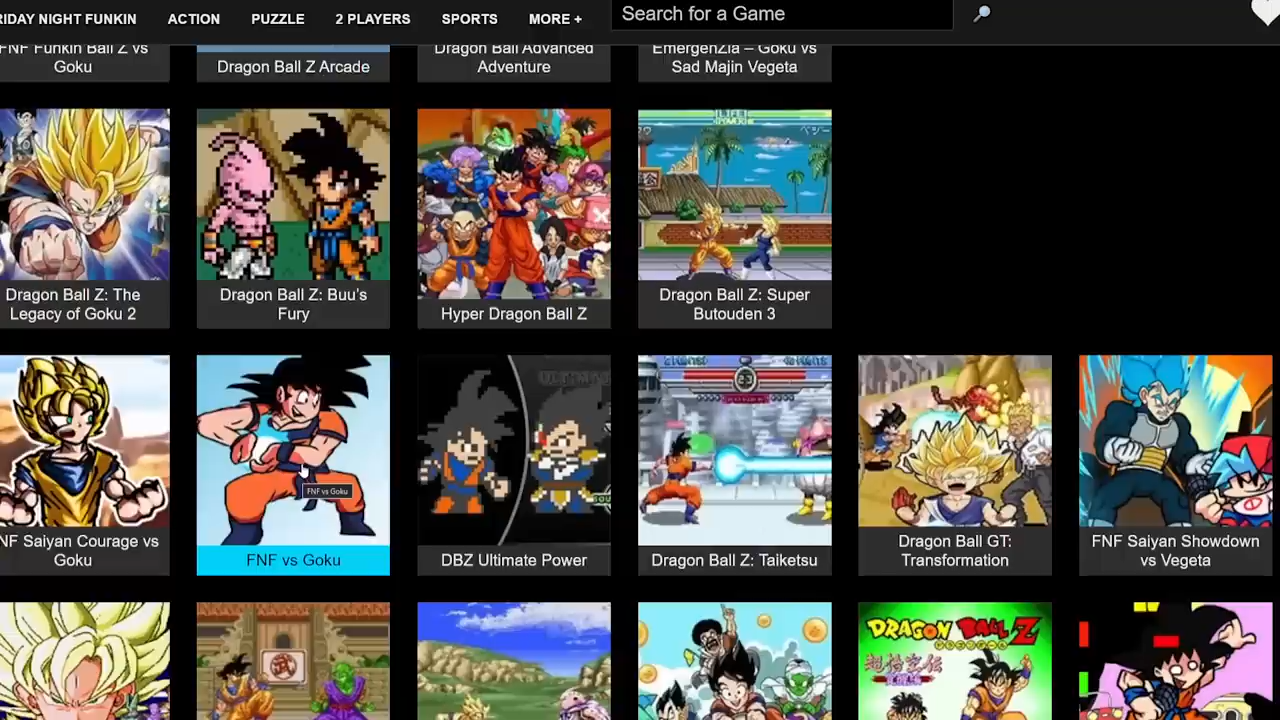 RIDAY NIGHT FUNKIN
ACTION
PUZZLE
2 PLAYERS
SPORTS
MORE +
Search for a Game
FNF Funkin Ball Z vs
Goku
Dragon Ball Z Arcade
Dragon Ball Advanced
Adventure
EmergenZia – Goku vs
Sad Majin Vegeta
Dragon Ball Z: The
Legacy of Goku 2
Dragon Ball Z: Buu's
Fury
Hyper Dragon Ball Z
Dragon Ball Z: Super
Butouden 3
NF Saiyan Courage vs
Goku
FNF vs Goku
FNF vs Goku
DBZ Ultimate Power
23
Dragon Ball Z: Taiketsu
Dragon Ball GT:
Transformation
FNF Saiyan Showdown
vs Vegeta
武
DRAGON BALL Z